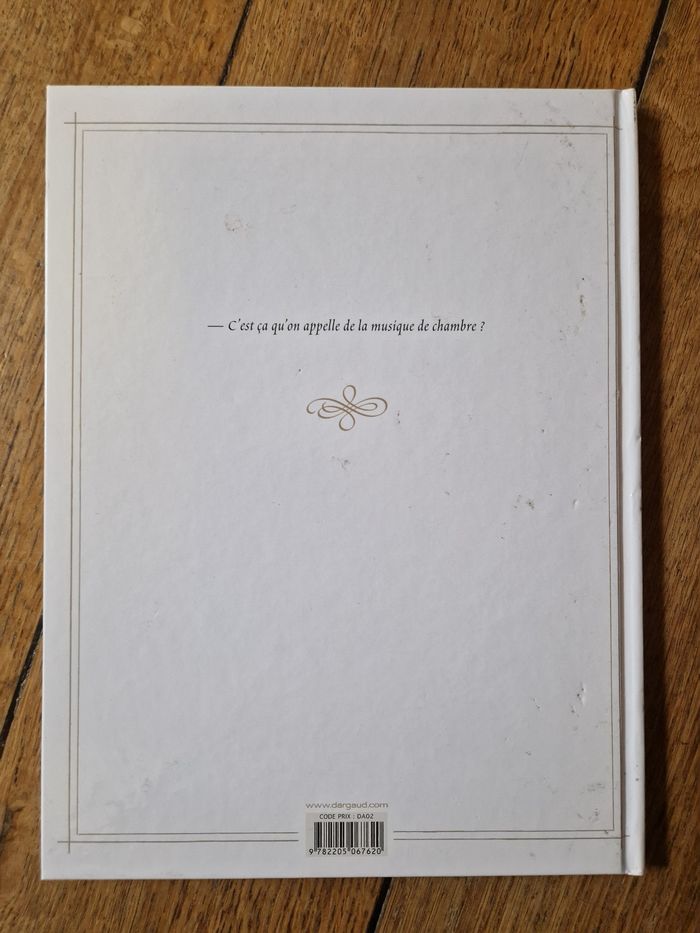 — C'est ça qu'on appelle de la musique de chambre ?
www.dargaud.com
CODE PRIX : DA02
9 782205 067620